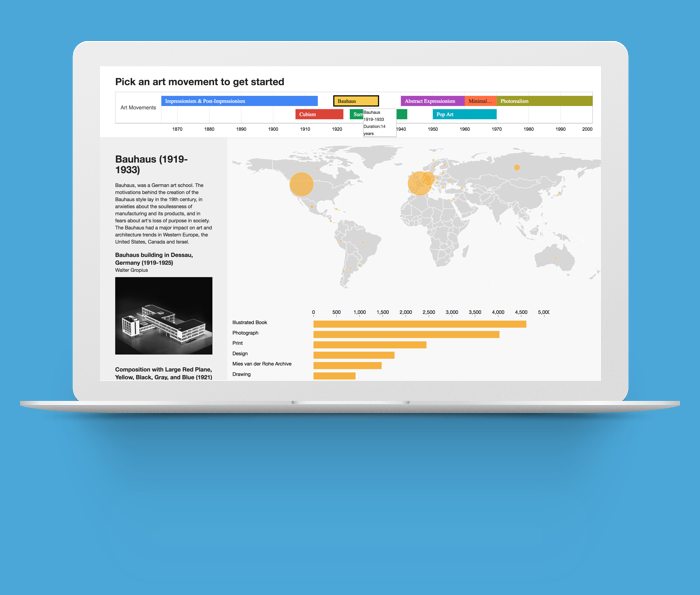 Pick an art movement to get started
Art Movements
Impressionism & Post-Impressionism
Bauhaus
Abstract Expressionism
Minimal...
Photorealism
Cubism
Bauhaus
1919-1933
Duration:14
years
Pop Art
1870 1880 1890 1900 1910 1920 1940 1950 1960 1970 1980 1990 2000
Bauhaus (1919-
1933)
Bauhaus, was a German art school. The
motivations behind the creation of the
Bauhaus style lay in the 19th century, in
anxieties about the soullessness of
manufacturing and its products, and in
fears about art's loss of purpose in society.
The Bauhaus had a major impact on art and
architecture trends in Western Europe, the
United States, Canada and Israel.
Bauhaus building in Dessau,
Germany (1919-1925)
Walter Gropius
Composition with Large Red Plane,
Yellow, Black, Gray, and Blue (1921)
0 500 1,000 1,500 2,000 2,500 3,000 3,500 4,000 4,500 5,000
Illustrated Book
Photograph
Print
Design
Mies van der Rohe Archive
Drawing